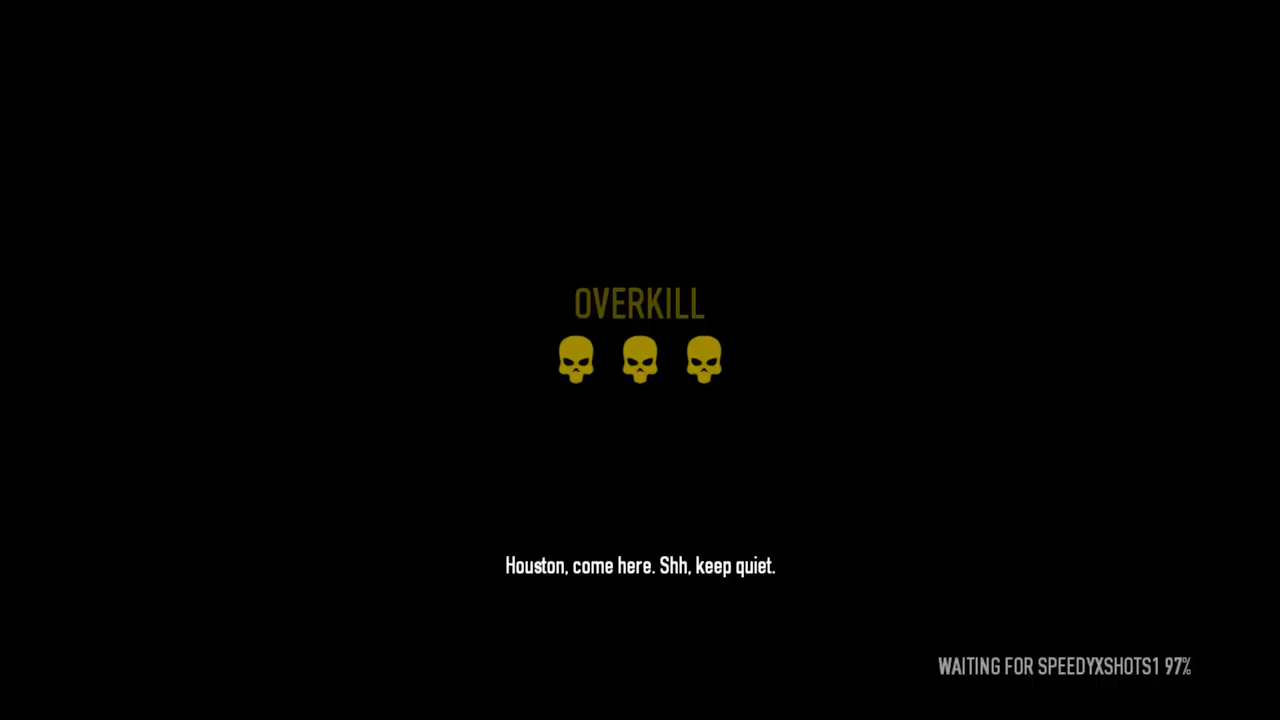 OVERKILL
Houston, come here. Shh, keep quiet.
WAITING FOR SPEEDYXSHOTS1 97%